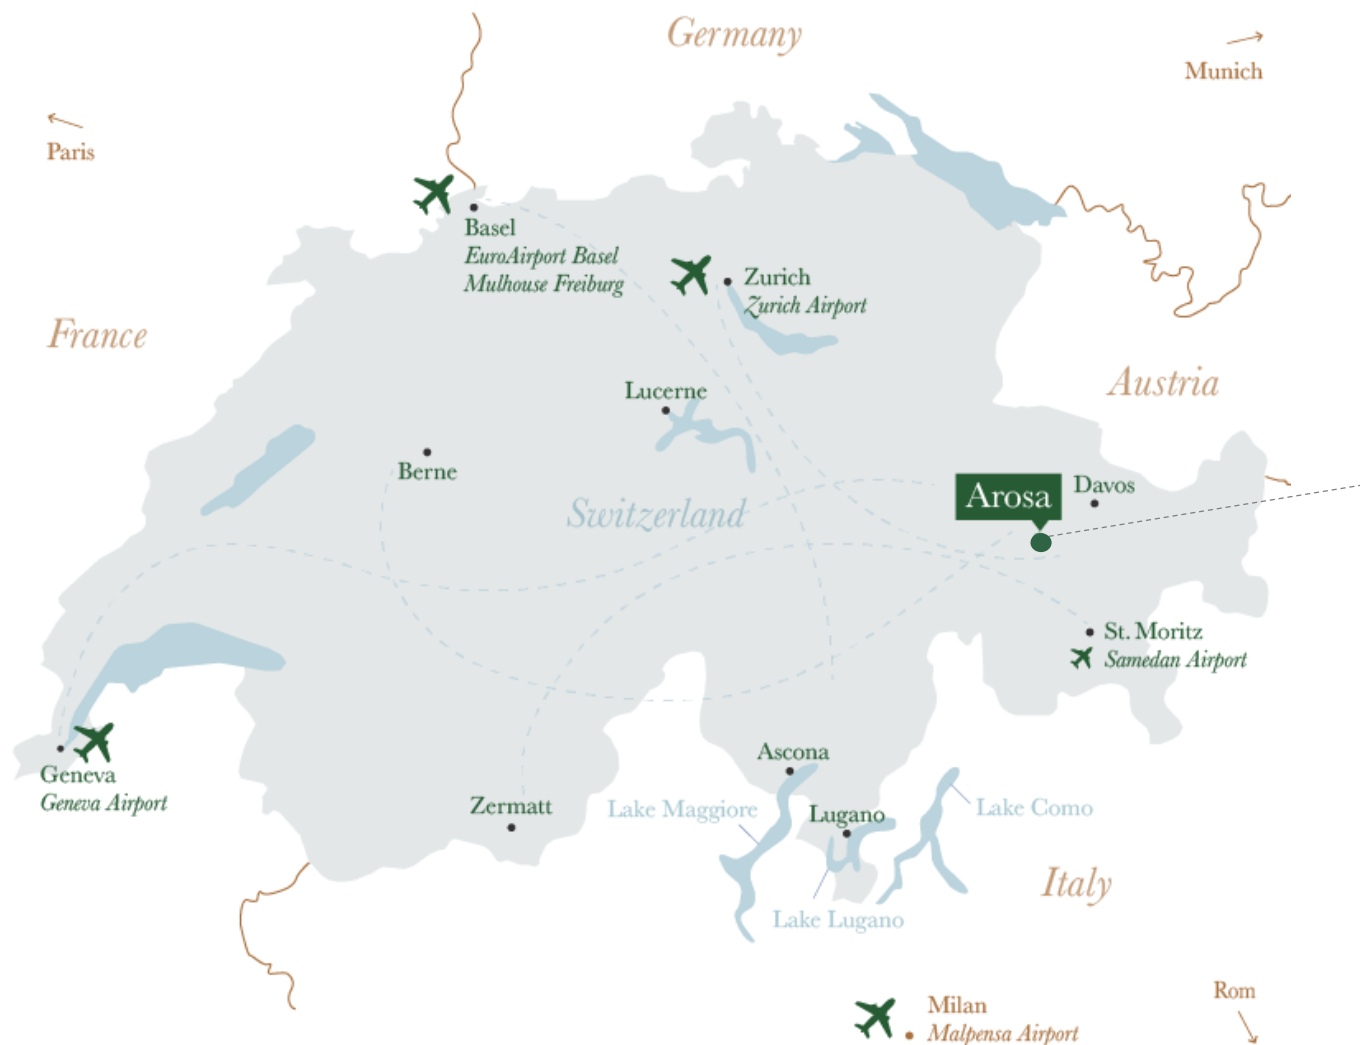 Germany
Munich
Paris
Basel
EuroAirport Basel
Mulhouse Freiburg
Zurich
Zurich Airport
France
Austria
Lucerne
Berne
Switzerland
Arosa
Davos
St. Moritz
Samedan Airport
Geneva
Geneva Airport
Ascona
Zermatt
Lake Maggiore
Lugano
Lake Como
Italy
Lake Lugano
Rom
Milan
Malpensa Airport